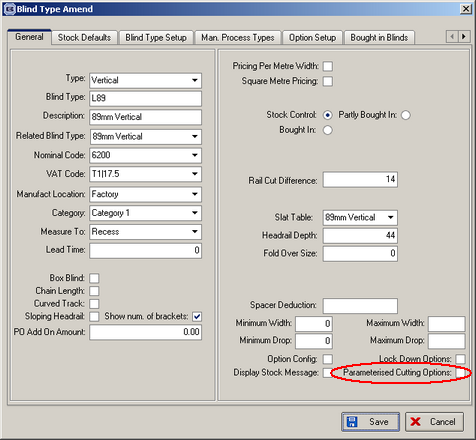 Blind Type Amend
General
Stock Defaults
Blind Type Setup
Man. Process Types
Option Setup
Bought in Blinds
Type: Vertical
Blind Type: L89
Description: 89mm Vertical
Related Blind Type: 89mm Vertical
Nominal Code: 6200
VAT Code: T1|17.5
Manufact Location: Factory
Category: Category 1
Measure To: Recess
Lead Time: 0
Box Blind:
Chain Length:
Curved Track:
Sloping Headrail: Show num. of brackets:
PO Add On Amount: 0.00
Pricing Per Metre Width:
Square Metre Pricing:
Stock Control: Partly Bought In:
Bought In:
Rail Cut Difference: 14
Slat Table: 89mm Vertical
Headrail Depth: 44
Fold Over Size: 0
Spacer Deduction:
Minimum Width: 0 Maximum Width:
Minimum Drop: 0 Maximum Drop:
Option Config: Lock Down Options:
Display Stock Message: Parameterised Cutting Options:
Save Cancel